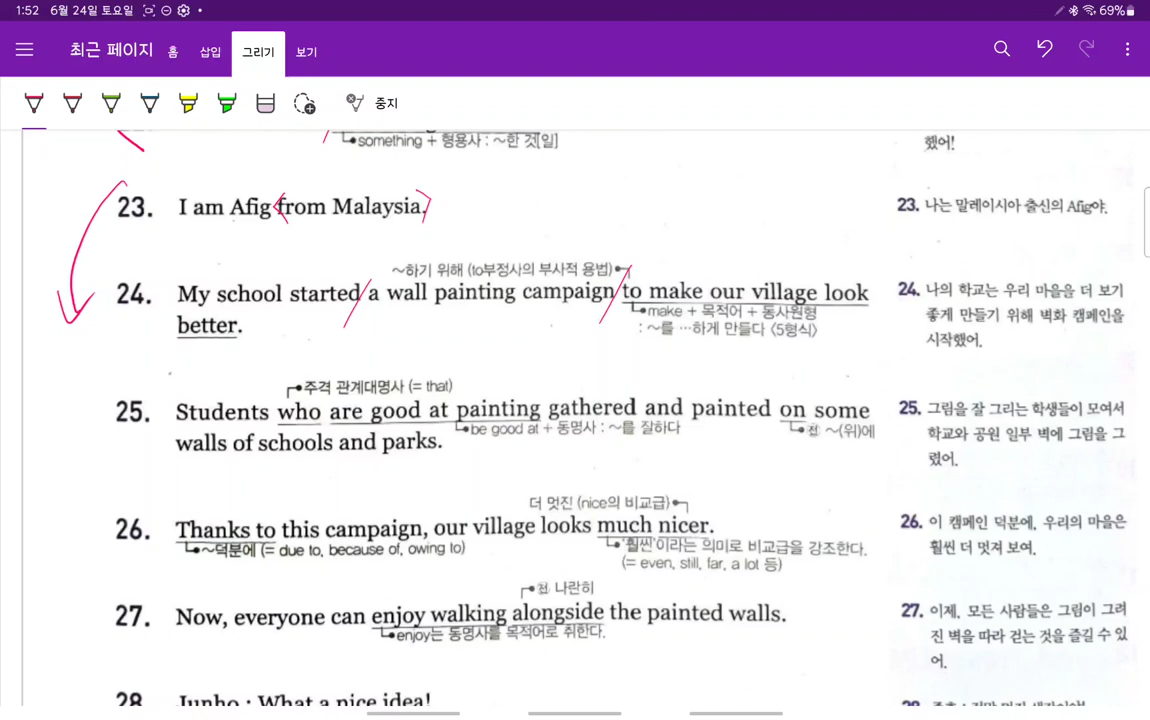 1:52 6월 24일 토요일 69%
최근 페이지 홈 삽입 그리기 보기
중지
something + 형용사 : ~한 것[일]
했어!
23. I am Afig from Malaysia.
23. 나는 말레이시아 출신의 Afig야.
~하기 위해 (to부정사의 부사적 용법)
24. My school started a wall painting campaign to make our village look
make + 목적어 + 동사원형
better.
: ~를 …하게 만들다 〈5형식〉
24. 나의 학교는 우리 마을을 더 보기
좋게 만들기 위해 벽화 캠페인을
시작했어.
주격 관계대명사 (= that)
25. Students who are good at painting gathered and painted on some
be good at + 동명사 : ~를 잘하다
전 ~(위)에
walls of schools and parks.
25. 그림을 잘 그리는 학생들이 모여서
학교와 공원 일부 벽에 그림을 그
렸어.
더 멋진 (nice의 비교급)
26. Thanks to this campaign, our village looks much nicer.
~덕분에 (= due to, because of, owing to)
'훨씬'이라는 의미로 비교급을 강조한다.
(= even, still, far, a lot 등)
26. 이 캠페인 덕분에, 우리의 마을은
훨씬 더 멋져 보여.
전 나란히
27. Now, everyone can enjoy walking alongside the painted walls.
enjoy는 동명사를 목적어로 취한다.
27. 이제, 모든 사람들은 그림이 그려
진 벽을 따라 걷는 것을 즐길 수 있
어.
28 Junho : What a nice idea!